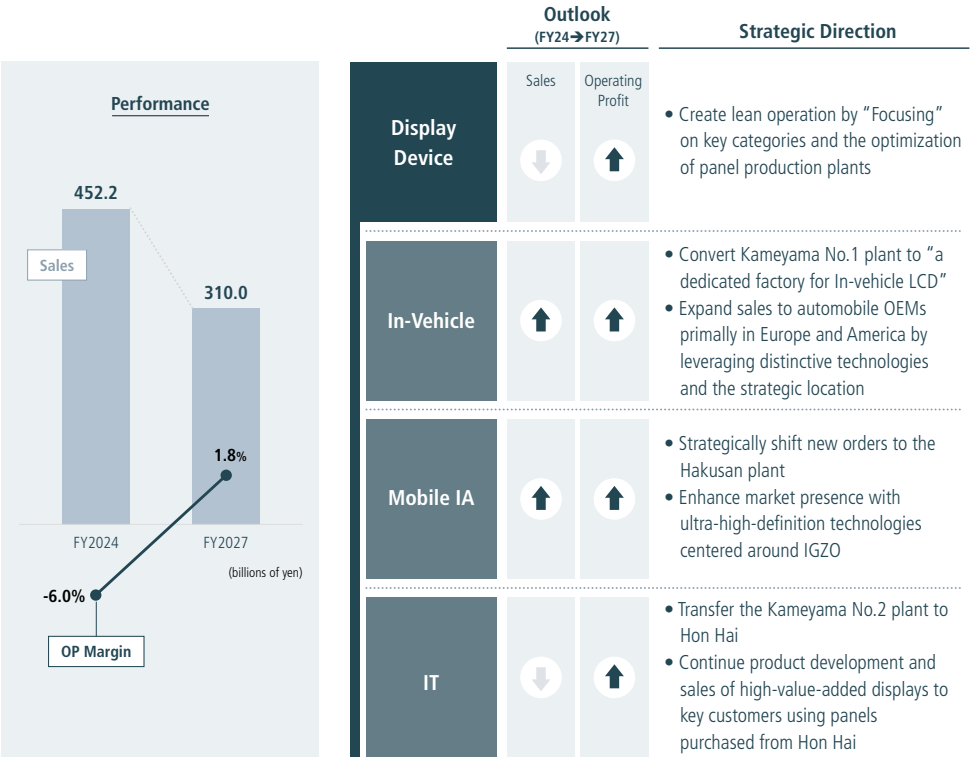 Performance
452.2
Sales
310.0
1.8%
FY2024
FY2027
(billions of yen)
-6.0%
OP Margin
Outlook
(FY24➔FY27)
Strategic Direction
Display
Device
Sales
Operating
Profit
• Create lean operation by “Focusing”
on key categories and the optimization
of panel production plants
In-Vehicle
• Convert Kameyama No.1 plant to “a
dedicated factory for In-vehicle LCD”
• Expand sales to automobile OEMs
primally in Europe and America by
leveraging distinctive technologies
and the strategic location
Mobile IA
• Strategically shift new orders to the
Hakusan plant
• Enhance market presence with
ultra-high-definition technologies
centered around IGZO
IT
• Transfer the Kameyama No.2 plant to
Hon Hai
• Continue product development and
sales of high-value-added displays to
key customers using panels
purchased from Hon Hai